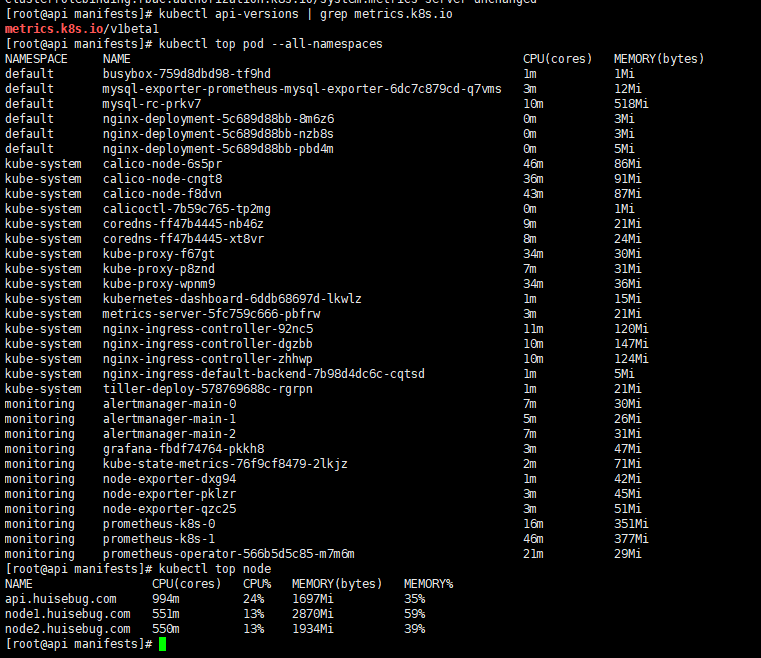 clusterrolebinding.rbac.authorization.k8s.io/system:metrics-server unchanged
[root@api manifests]# kubectl api-versions | grep metrics.k8s.io
metrics.k8s.io/v1beta1
[root@api manifests]# kubectl top pod --all-namespaces
NAMESPACE NAME CPU(cores) MEMORY(bytes)
default busybox-759d8dbd98-tf9hd 1m 1Mi
default mysql-exporter-prometheus-mysql-exporter-6dc7c879cd-q7vms 3m 12Mi
default mysql-rc-prkv7 10m 518Mi
default nginx-deployment-5c689d88bb-8m6z6 0m 3Mi
default nginx-deployment-5c689d88bb-nzb8s 0m 3Mi
default nginx-deployment-5c689d88bb-pbd4m 0m 5Mi
kube-system calico-node-6s5pr 46m 86Mi
kube-system calico-node-cngt8 36m 91Mi
kube-system calico-node-f8dvn 43m 87Mi
kube-system calicoctl-7b59c765-tp2mg 0m 1Mi
kube-system coredns-ff47b4445-nb46z 9m 21Mi
kube-system coredns-ff47b4445-xt8vr 8m 24Mi
kube-system kube-proxy-f67gt 34m 30Mi
kube-system kube-proxy-p8znd 7m 31Mi
kube-system kube-proxy-wpnm9 34m 36Mi
kube-system kubernetes-dashboard-6ddb68697d-lkwlz 1m 15Mi
kube-system metrics-server-5fc759c666-pbfrw 3m 21Mi
kube-system nginx-ingress-controller-92nc5 11m 120Mi
kube-system nginx-ingress-controller-dgzbb 10m 147Mi
kube-system nginx-ingress-controller-zhhwp 10m 124Mi
kube-system nginx-ingress-default-backend-7b98d4dc6c-cqtsd 1m 5Mi
kube-system tiller-deploy-578769688c-rgrpn 1m 21Mi
monitoring alertmanager-main-0 7m 30Mi
monitoring alertmanager-main-1 5m 26Mi
monitoring alertmanager-main-2 7m 31Mi
monitoring grafana-fbdf74764-pkkh8 3m 47Mi
monitoring kube-state-metrics-76f9cf8479-2lkjz 2m 71Mi
monitoring node-exporter-dxg94 1m 42Mi
monitoring node-exporter-pklzr 3m 45Mi
monitoring node-exporter-qzc25 3m 51Mi
monitoring prometheus-k8s-0 16m 351Mi
monitoring prometheus-k8s-1 46m 377Mi
monitoring prometheus-operator-566b5d5c85-m7m6m 21m 29Mi
[root@api manifests]# kubectl top node
NAME CPU(cores) CPU% MEMORY(bytes) MEMORY%
api.huisebug.com 994m 24% 1697Mi 35%
node1.huisebug.com 551m 13% 2870Mi 59%
node2.huisebug.com 550m 13% 1934Mi 39%
[root@api manifests]#